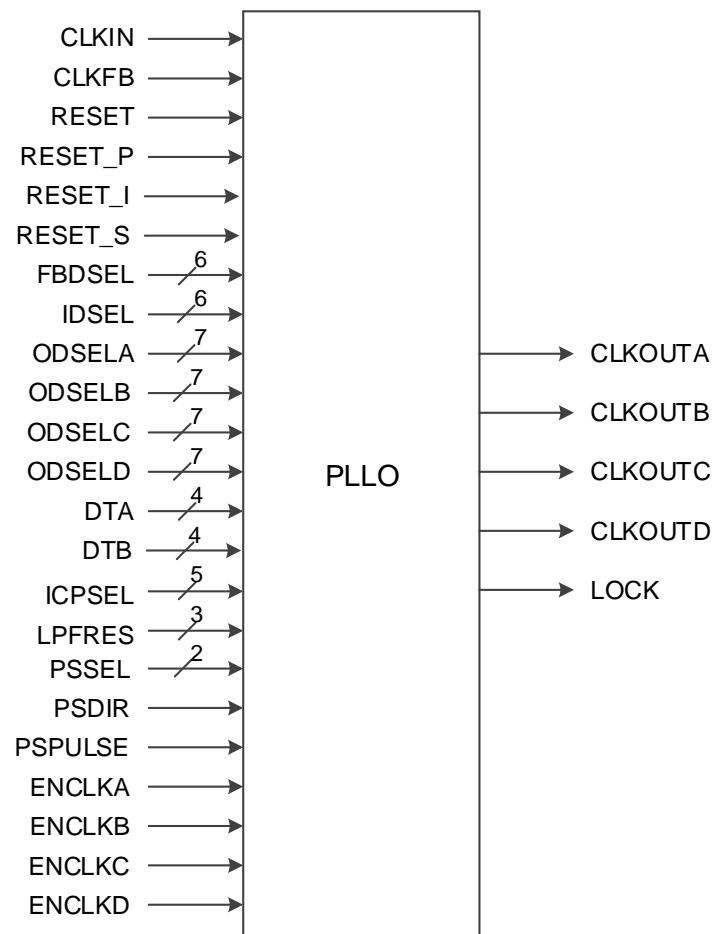 CLKIN
CLKFB
RESET
RESET_P
RESET_I
RESET_S
FBDSEL 6
IDSEL 6
ODSELA 7
ODSELB 7
ODSELC 7
ODSELD 7
DTA 4
DTB 4
ICPSEL 5
LPFRES 3
PSSEL 2
PSDIR
PSPULSE
ENCLKA
ENCLKB
ENCLKC
ENCLKD
PLLO
CLKOUTA
CLKOUTB
CLKOUTC
CLKOUTD
LOCK